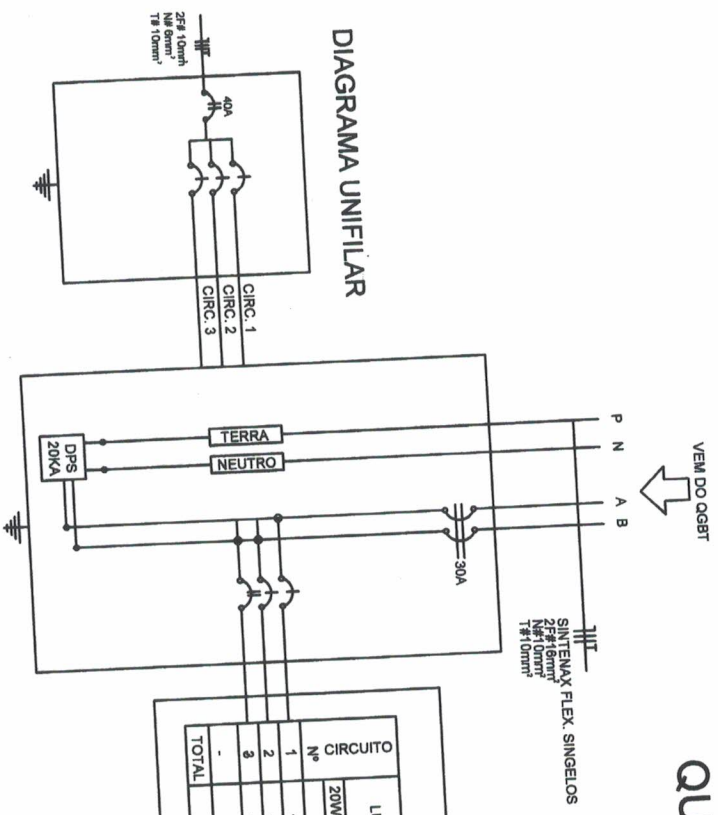 DIAGRAMA UNIFILAR
2F# 10mm
N# 6mm²
T# 10mm²
40A
CIRC. 1
CIRC. 2
CIRC. 3
VEM DO QGBT
P
N
A
B
SINTENAX FLEX. SINGELOS
2F#16mm²
N#10mm²
T#10mm²
30A
TERRA
NEUTRO
DPS
20KA
QU
Nº CIRCUITO
20W
1
2
3
-
TOTAL